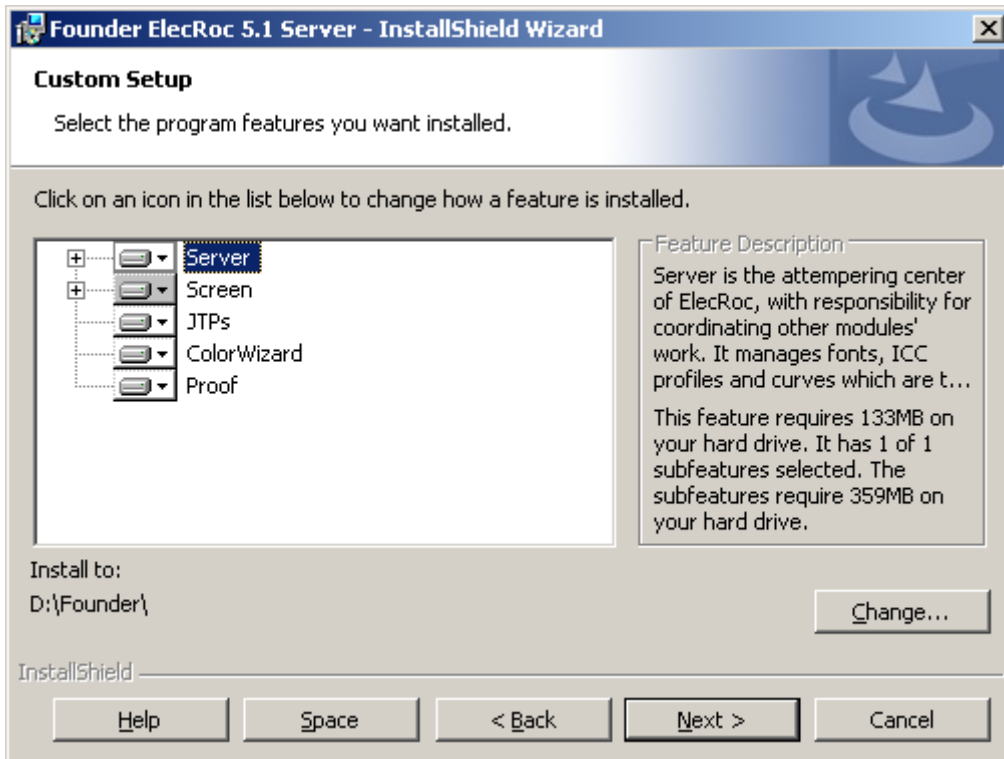 Founder ElecRoc 5.1 Server - InstallShield Wizard
Custom Setup
Select the program features you want installed.
Click on an icon in the list below to change how a feature is installed.
Server
Screen
JTPs
ColorWizard
Proof
Feature Description
Server is the attempering center
of ElecRoc, with responsibility for
coordinating other modules'
work. It manages fonts, ICC
profiles and curves which are t...
This feature requires 133MB on
your hard drive. It has 1 of 1
subfeatures selected. The
subfeatures require 359MB on
your hard drive.
Install to:
D:\Founder\
Change...
InstallShield
Help
Space
< Back
Next >
Cancel